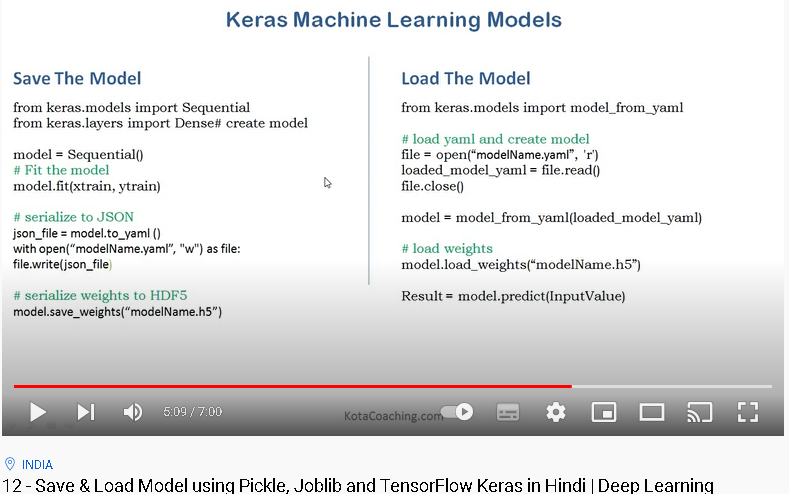 Keras Machine Learning Models
Save The Model
from keras.models import Sequential
from keras.layers import Dense# create model
model = Sequential()
# Fit the model
model.fit(xtrain, ytrain)
# serialize to JSON
json_file = model.to_yaml ()
with open(“modelName.yaml”, "w") as file:
file.write(json_file)
# serialize weights to HDF5
model.save_weights(“modelName.h5”)
Load The Model
from keras.models import model_from_yaml
# load yaml and create model
file = open(“modelName.yaml”, 'r')
loaded_model_yaml = file.read()
file.close()
model = model_from_yaml(loaded_model_yaml)
# load weights
model.load_weights(“modelName.h5”)
Result = model.predict(InputValue)
5:09 / 7:00
KotaCoaching.com
INDIA
12 - Save & Load Model using Pickle, Joblib and TensorFlow Keras in Hindi | Deep Learning